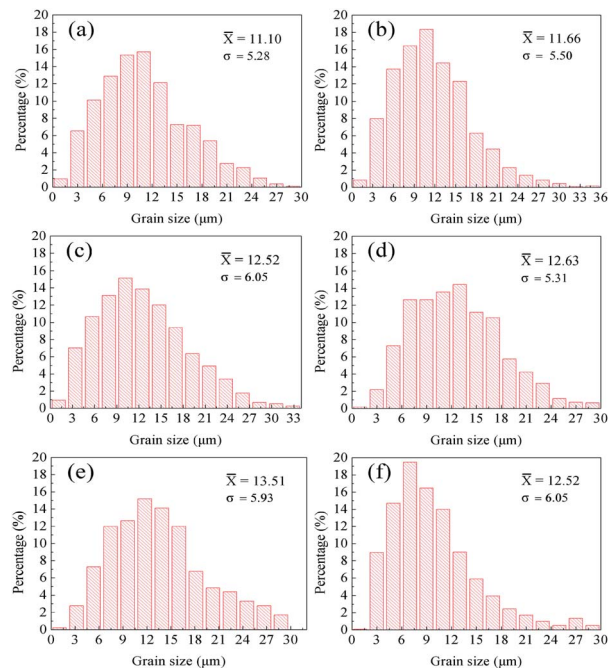 (a)
X̄ = 11.10
σ = 5.28
Percentage (%)
20
18
16
14
12
10
8
6
4
2
0
0 3 6 9 12 15 18 21 24 27 30
Grain size (μm)
(b)
X̄ = 11.66
σ = 5.50
Percentage (%)
20
18
16
14
12
10
8
6
4
2
0
0 3 6 9 12 15 18 21 24 27 30 33 36
Grain size (μm)
(c)
X̄ = 12.52
σ = 6.05
Percentage (%)
20
18
16
14
12
10
8
6
4
2
0
0 3 6 9 12 15 18 21 24 27 30 33
Grain size (μm)
(d)
X̄ = 12.63
σ = 5.31
Percentage (%)
20
18
16
14
12
10
8
6
4
2
0
0 3 6 9 12 15 18 21 24 27 30
Grain size (μm)
(e)
X̄ = 13.51
σ = 5.93
Percentage (%)
20
18
16
14
12
10
8
6
4
2
0
0 3 6 9 12 15 18 21 24 27 30
Grain size (μm)
(f)
X̄ = 12.52
σ = 6.05
Percentage (%)
20
18
16
14
12
10
8
6
4
2
0
0 3 6 9 12 15 18 21 24 27 30
Grain size (μm)